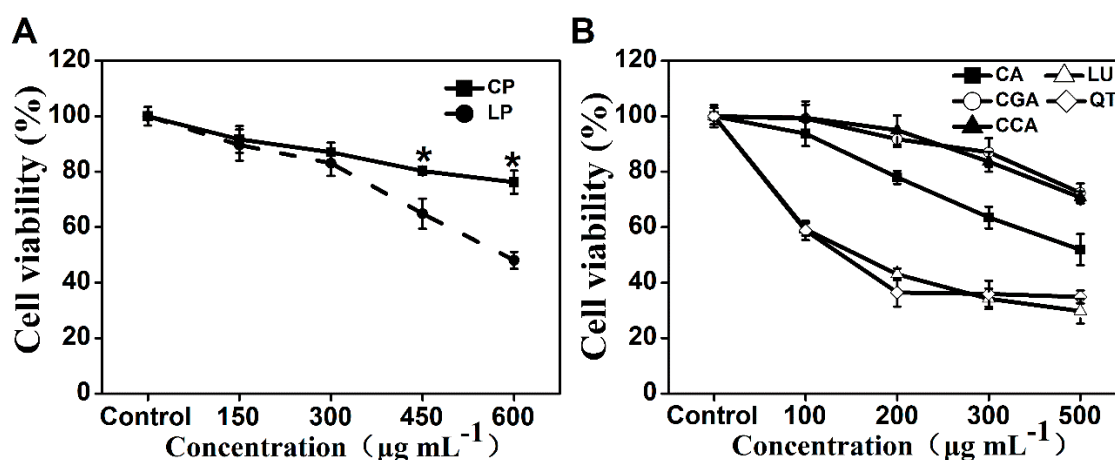 A
Cell viability (%)
120
100
80
60
40
20
0
CP
LP
*
*
Control
150
300
450
600
Concentration（μg mL-1）
B
Cell viability (%)
120
100
80
60
40
20
0
CA
CGA
CCA
LU
QT
Control
100
200
300
500
Concentration（μg mL-1）